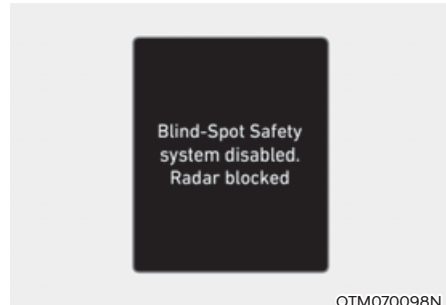 Blind-Spot Safety
system disabled.
Radar blocked
OTM070098N